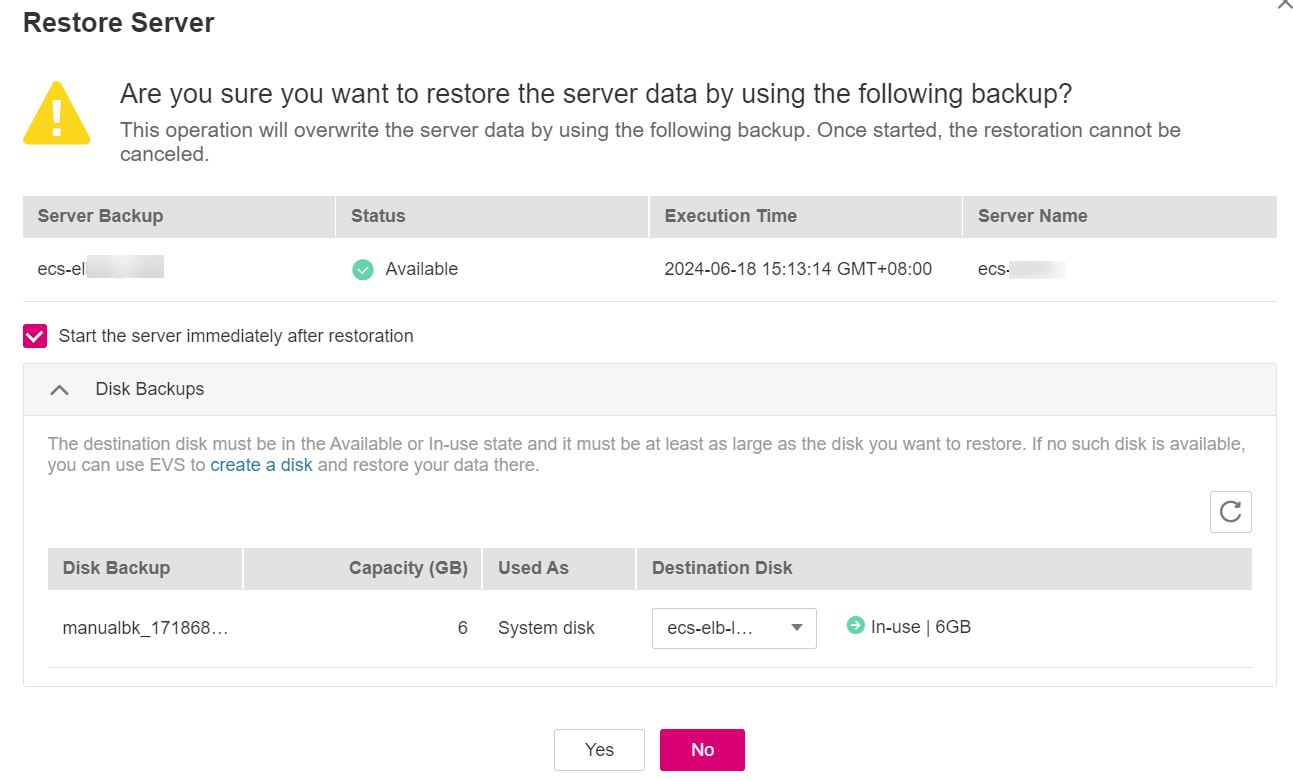 Restore Server
Are you sure you want to restore the server data by using the following backup?
This operation will overwrite the server data by using the following backup. Once started, the restoration cannot be
canceled.
Server Backup Status Execution Time Server Name
ecs-el Available 2024-06-18 15:13:14 GMT+08:00 ecs-
Start the server immediately after restoration
Disk Backups
The destination disk must be in the Available or In-use state and it must be at least as large as the disk you want to restore. If no such disk is available,
you can use EVS to create a disk and restore your data there.
Disk Backup Capacity (GB) Used As Destination Disk
manualbk_171868... 6 System disk ecs-elb-l... In-use | 6GB
Yes No